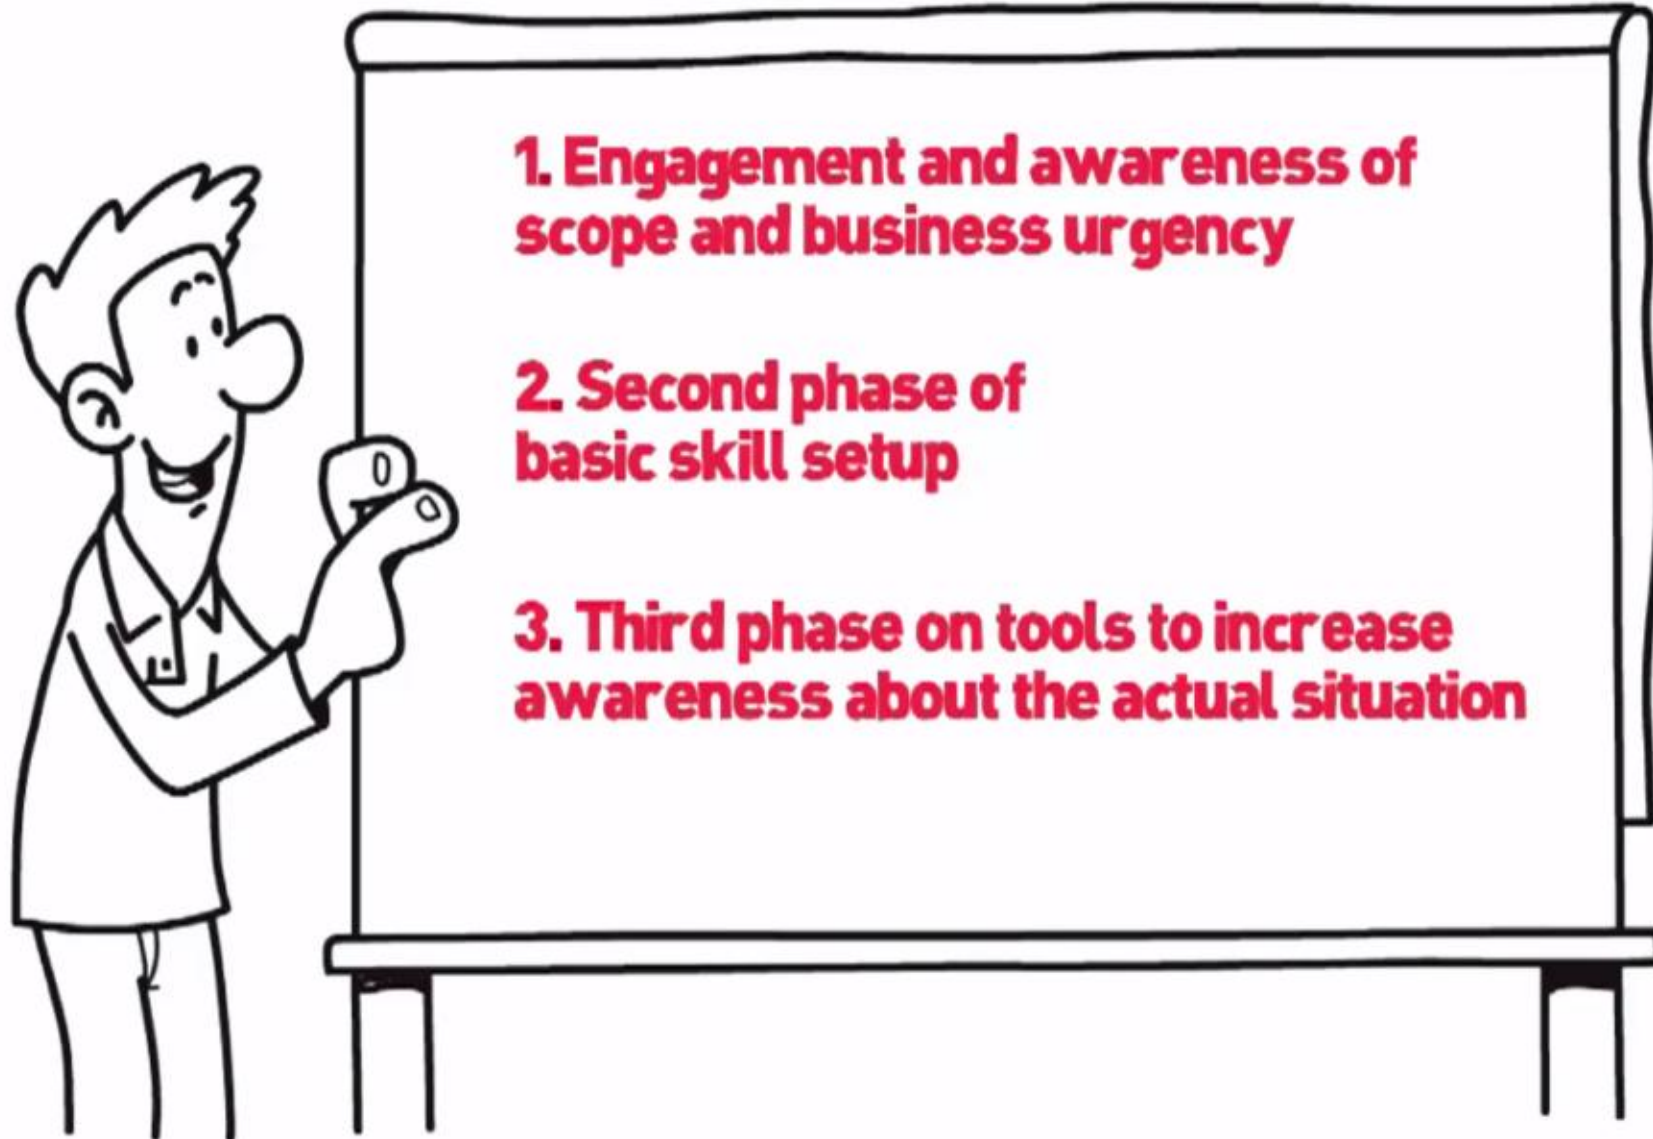 1. Engagement and awareness of
scope and business urgency
2. Second phase of
basic skill setup
3. Third phase on tools to increase
awareness about the actual situation